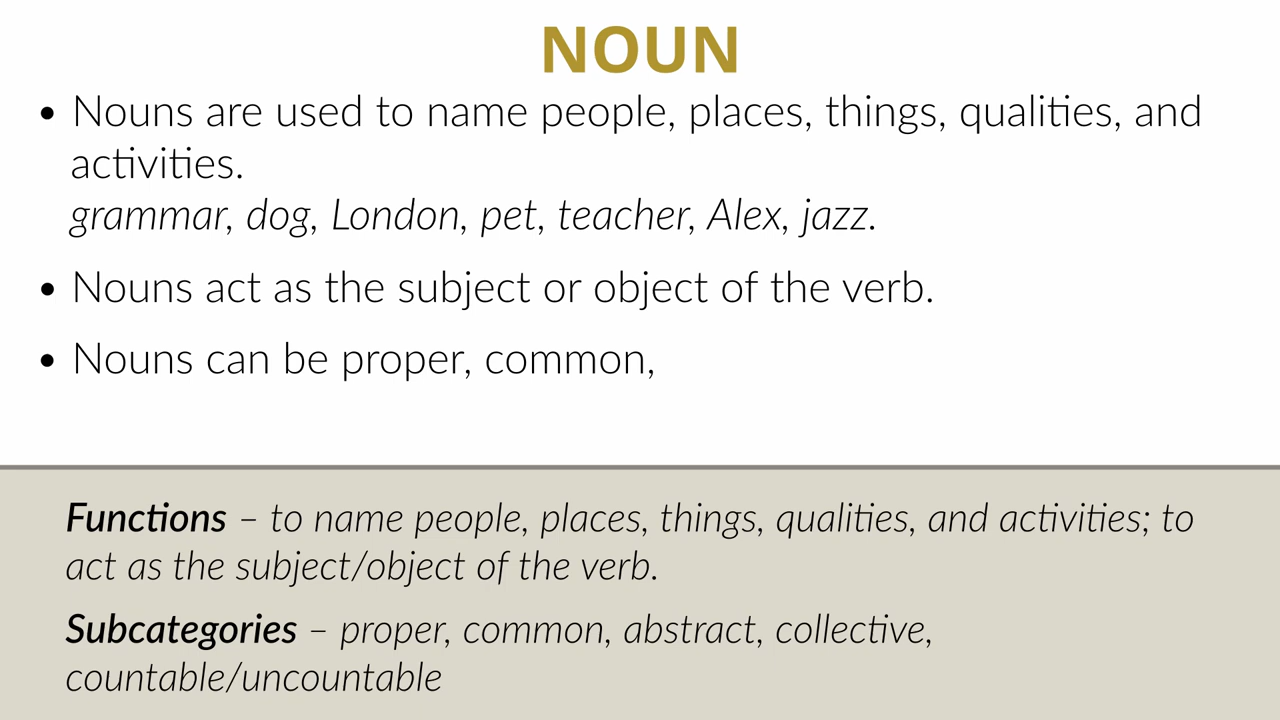 NOUN
• Nouns are used to name people, places, things, qualities, and
activities.
grammar, dog, London, pet, teacher, Alex, jazz.
• Nouns act as the subject or object of the verb.
• Nouns can be proper, common,
Functions – to name people, places, things, qualities, and activities; to
act as the subject/object of the verb.
Subcategories – proper, common, abstract, collective,
countable/uncountable